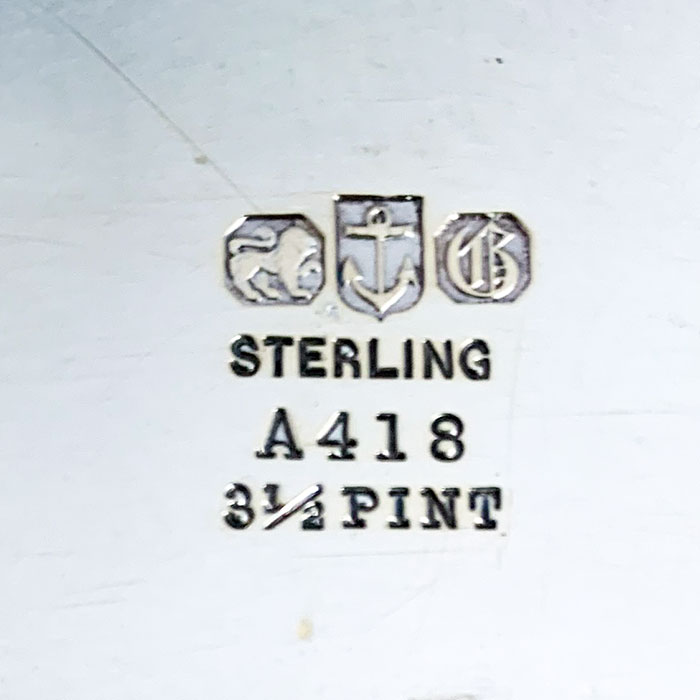 G
STERLING
A418
3½ PINT